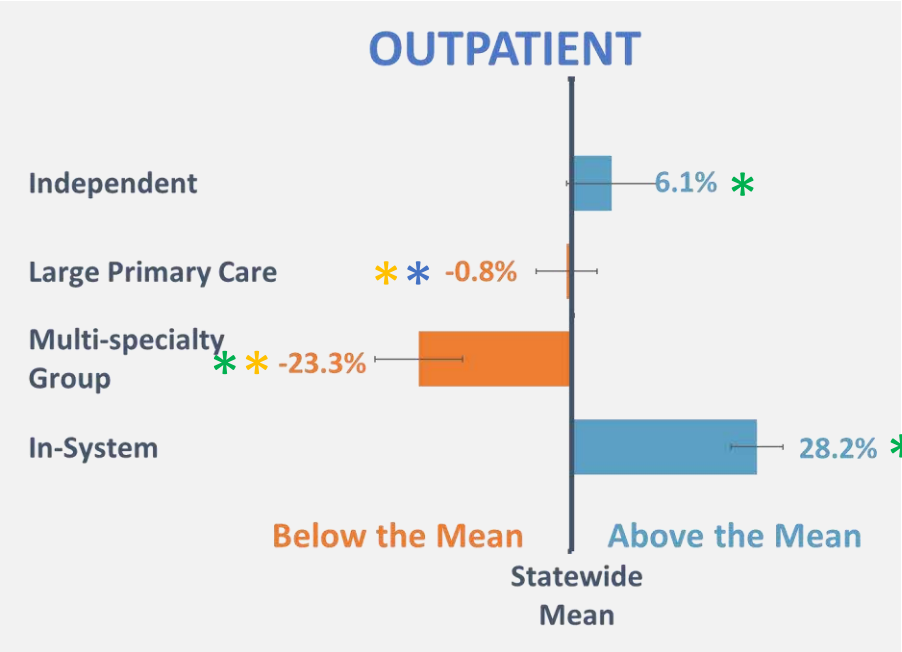 OUTPATIENT
Independent
6.1% *
Large Primary Care
* * -0.8%
Multi-specialty
Group
* * -23.3%
In-System
28.2% *
Below the Mean
Above the Mean
Statewide
Mean